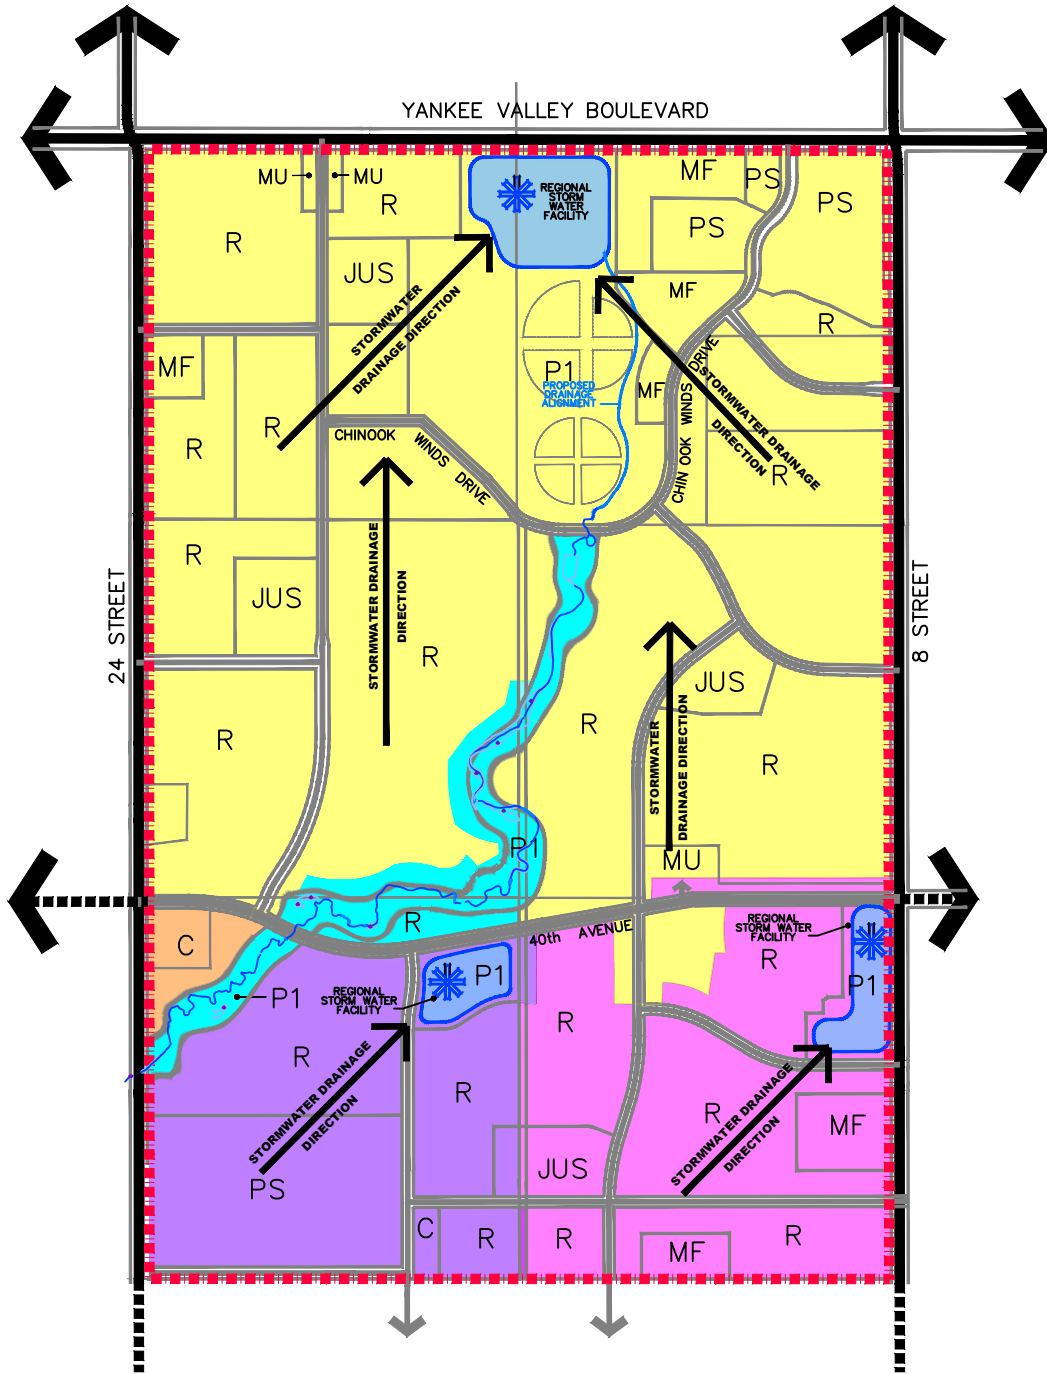 YANKEE VALLEY BOULEVARD
MU
MU
R
R
REGIONAL
STORM
WATER
FACILITY
MF
PS
PS
PS
JUS
MF
R
STORMWATER
DRAINAGE DIRECTION
MF
P1
PROPOSED
DRAINAGE
ALIGNMENT
MF
CHINOOK WINDS DRIVE
STORMWATER DRAINAGE
DIRECTION
R
R
R
CHINOOK WINDS DRIVE
R
JUS
STORMWATER DRAINAGE
DIRECTION
R
24 STREET
8 STREET
JUS
R
R
R
STORMWATER
DRAINAGE DIRECTION
P1
MU
C
R
40th AVENUE
REGIONAL
STORM WATER
FACILITY
R
P1
REGIONAL
STORM WATER
FACILITY
P1
P1
R
R
STORMWATER DRAINAGE
DIRECTION
R
R
STORMWATER DRAINAGE
DIRECTION
MF
PS
JUS
C
R
R
MF
R